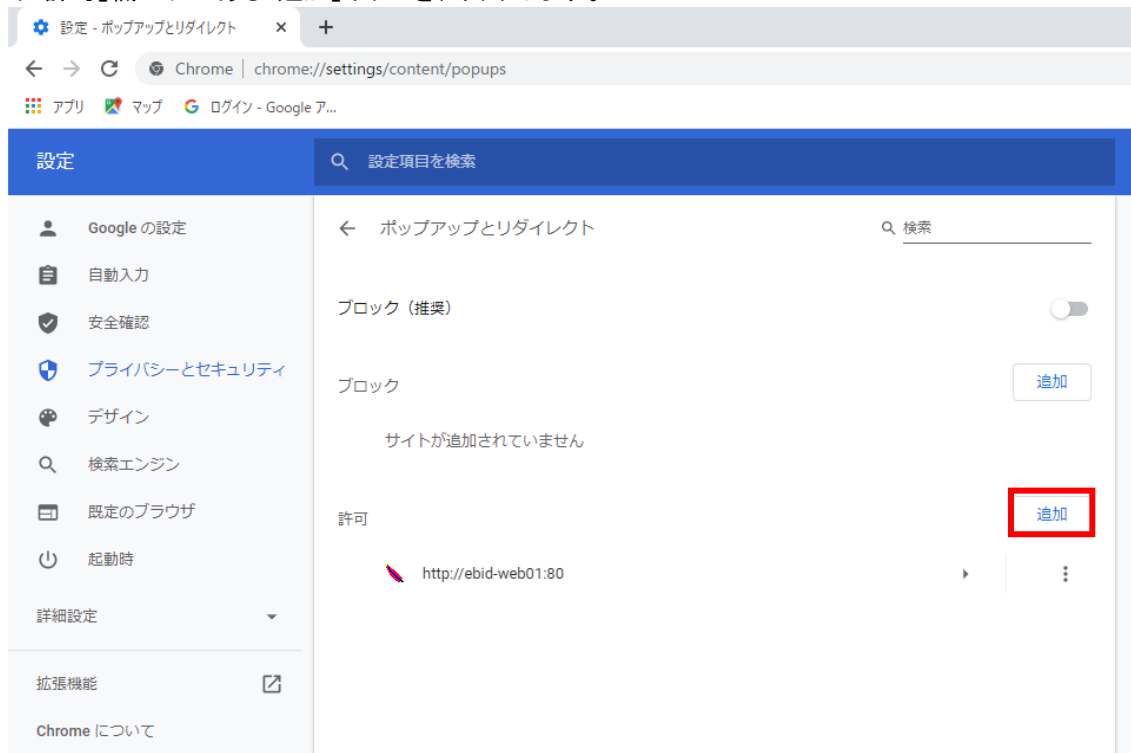 設定 - ポップアップとリダイレクト
Chrome | chrome://settings/content/popups
アプリ マップ G ログイン - Google ア...
設定
設定項目を検索
Google の設定
自動入力
安全確認
プライバシーとセキュリティ
デザイン
検索エンジン
既定のブラウザ
起動時
詳細設定
拡張機能
Chrome について
ポップアップとリダイレクト
検索
ブロック（推奨）
ブロック
追加
サイトが追加されていません
許可
追加
http://ebid-web01:80